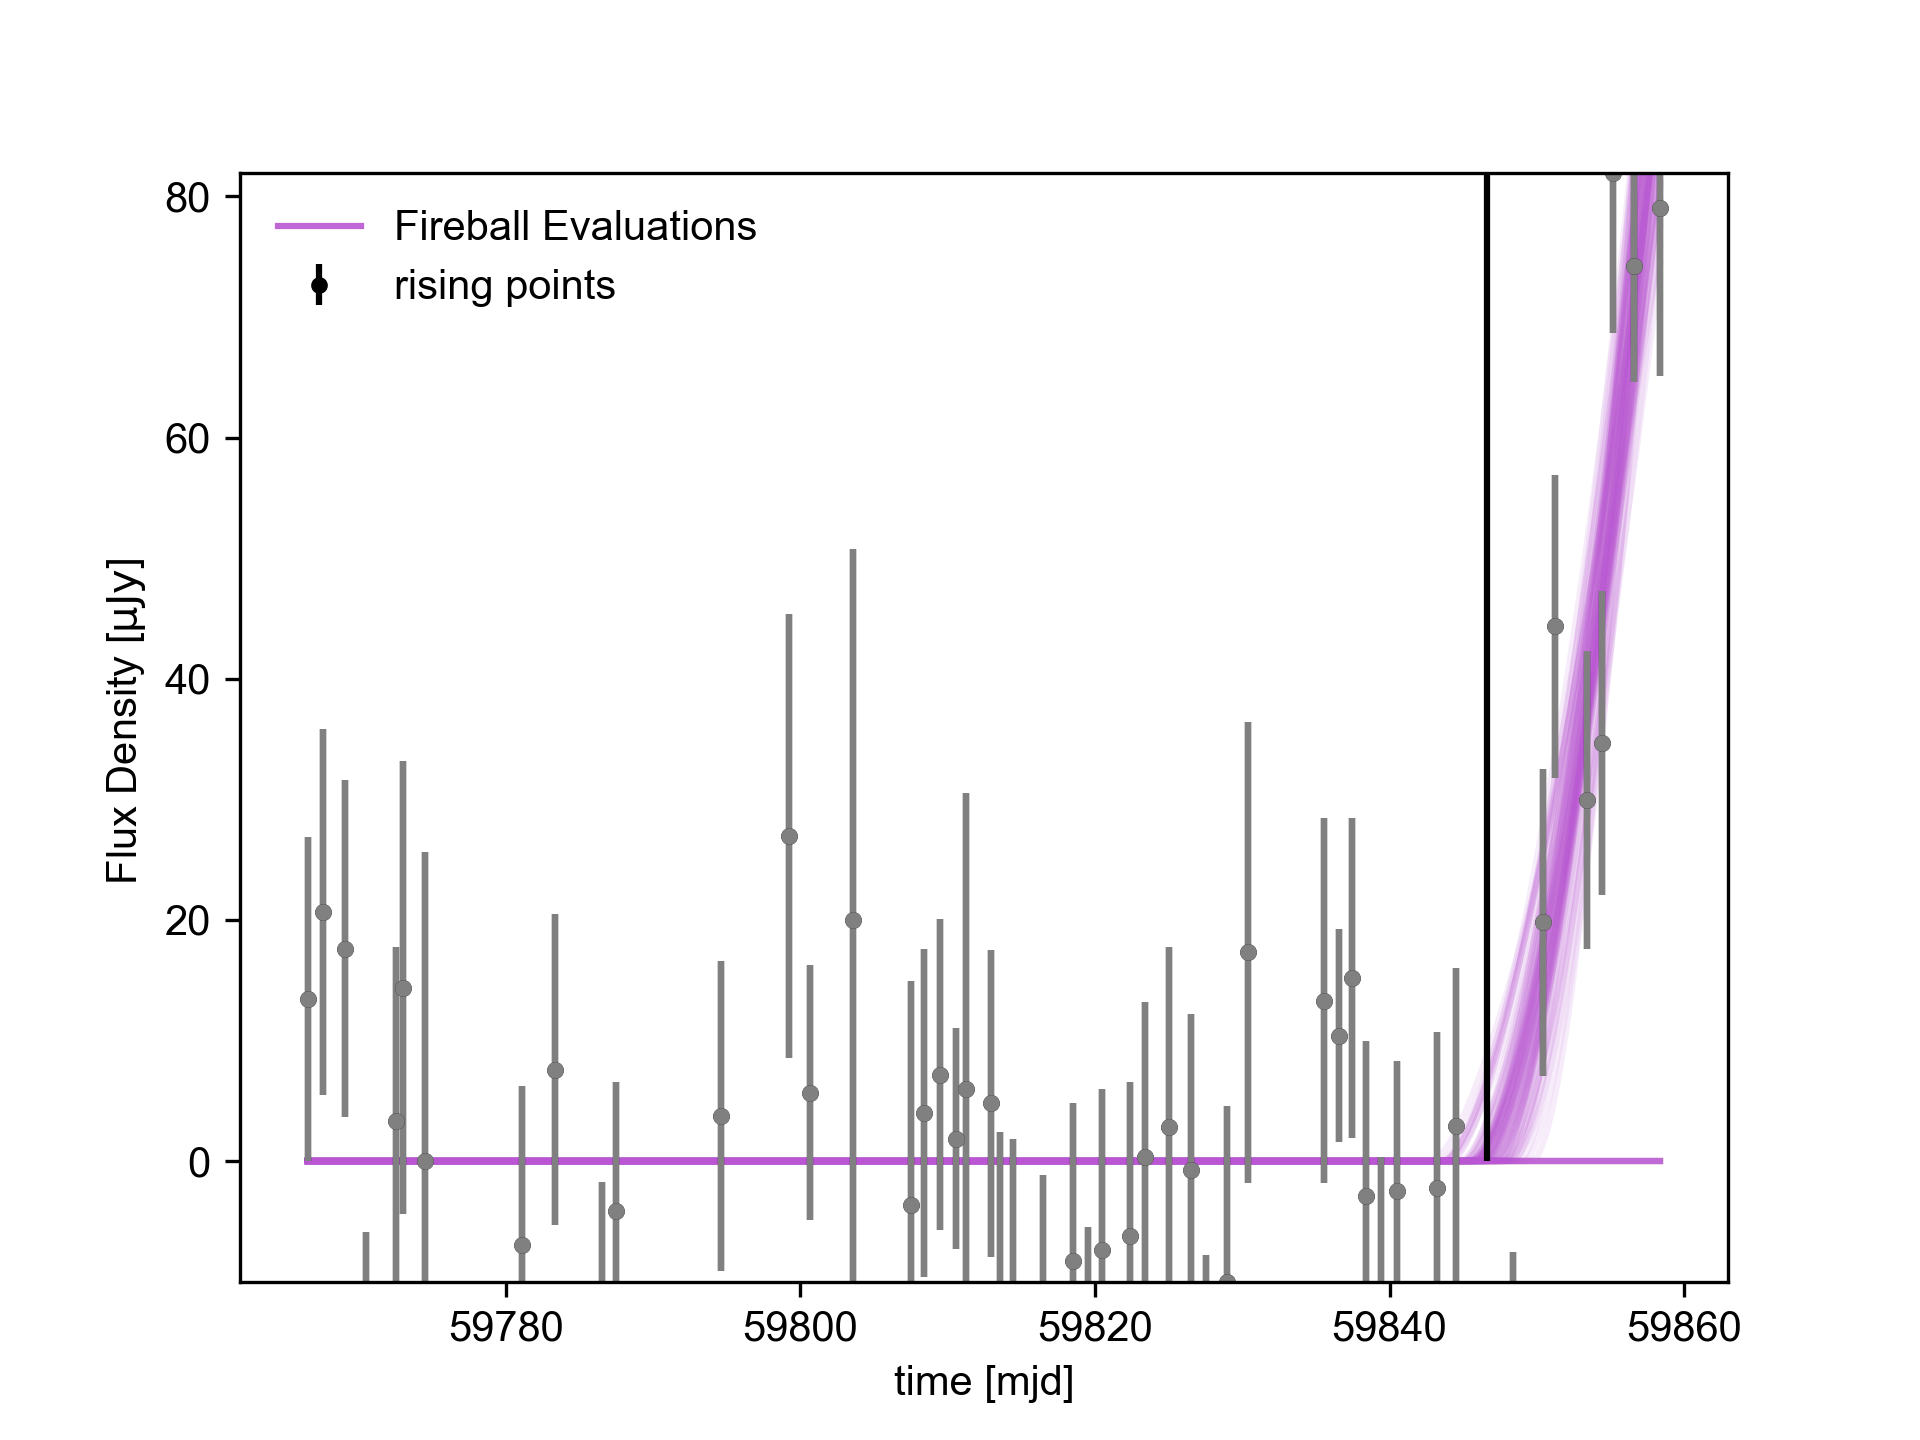 Fireball Evaluations
rising points
80
60
40
20
0
Flux Density [µJy]
59780 59800 59820 59840 59860
time [mjd]